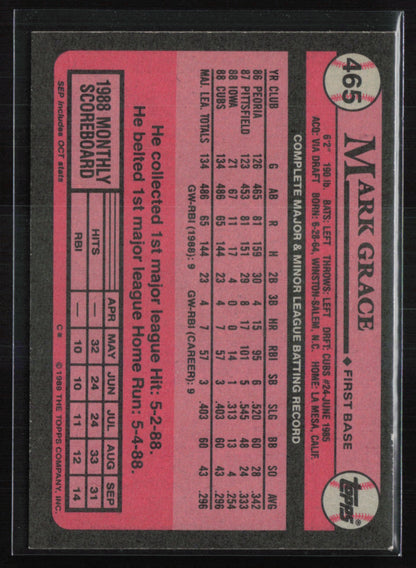 465
MARK GRACE
◆ FIRST BASE
topps
6'2" 190 lb. BATS: LEFT THROWS: LEFT DRFT: CUBS #24-JUNE 1985
ACQ: VIA DRAFT BORN: 6-28-64, WINSTON-SALEM, N.C. HOME: LA MESA, CALIF.
COMPLETE MAJOR & MINOR LEAGUE BATTING RECORD
YR CLUB G AB R H 2B 3B HR RBI SB SLG BB SO AVG
86 PEORIA 126 465 81 159 30 4 15 95 6 .520 60 28 .342
87 PITTSFIELD 123 453 81 151 29 8 17 101 5 .545 48 24 .333
88 IOWA 21 67 11 17 4 0 0 14 1 .313 13 4 .254
88 CUBS 134 486 65 144 23 4 7 57 3 .403 60 43 .296
MAJ. LEA. TOTALS 134 486 65 144 23 4 7 57 3 .403 60 43 .296
GW-RBI (1988): 9 GW-RBI (CAREER): 9
He collected 1st major league Hit: 5-2-88.
He belted 1st major league Home Run: 5-4-88.
1988 MONTHLY
SCOREBOARD
APR MAY JUN JUL AUG SEP
HITS — 32 24 24 33 31
RBI — 10 10 11 12 14
SEP includes OCT stats
©1989 THE TOPPS COMPANY, INC.